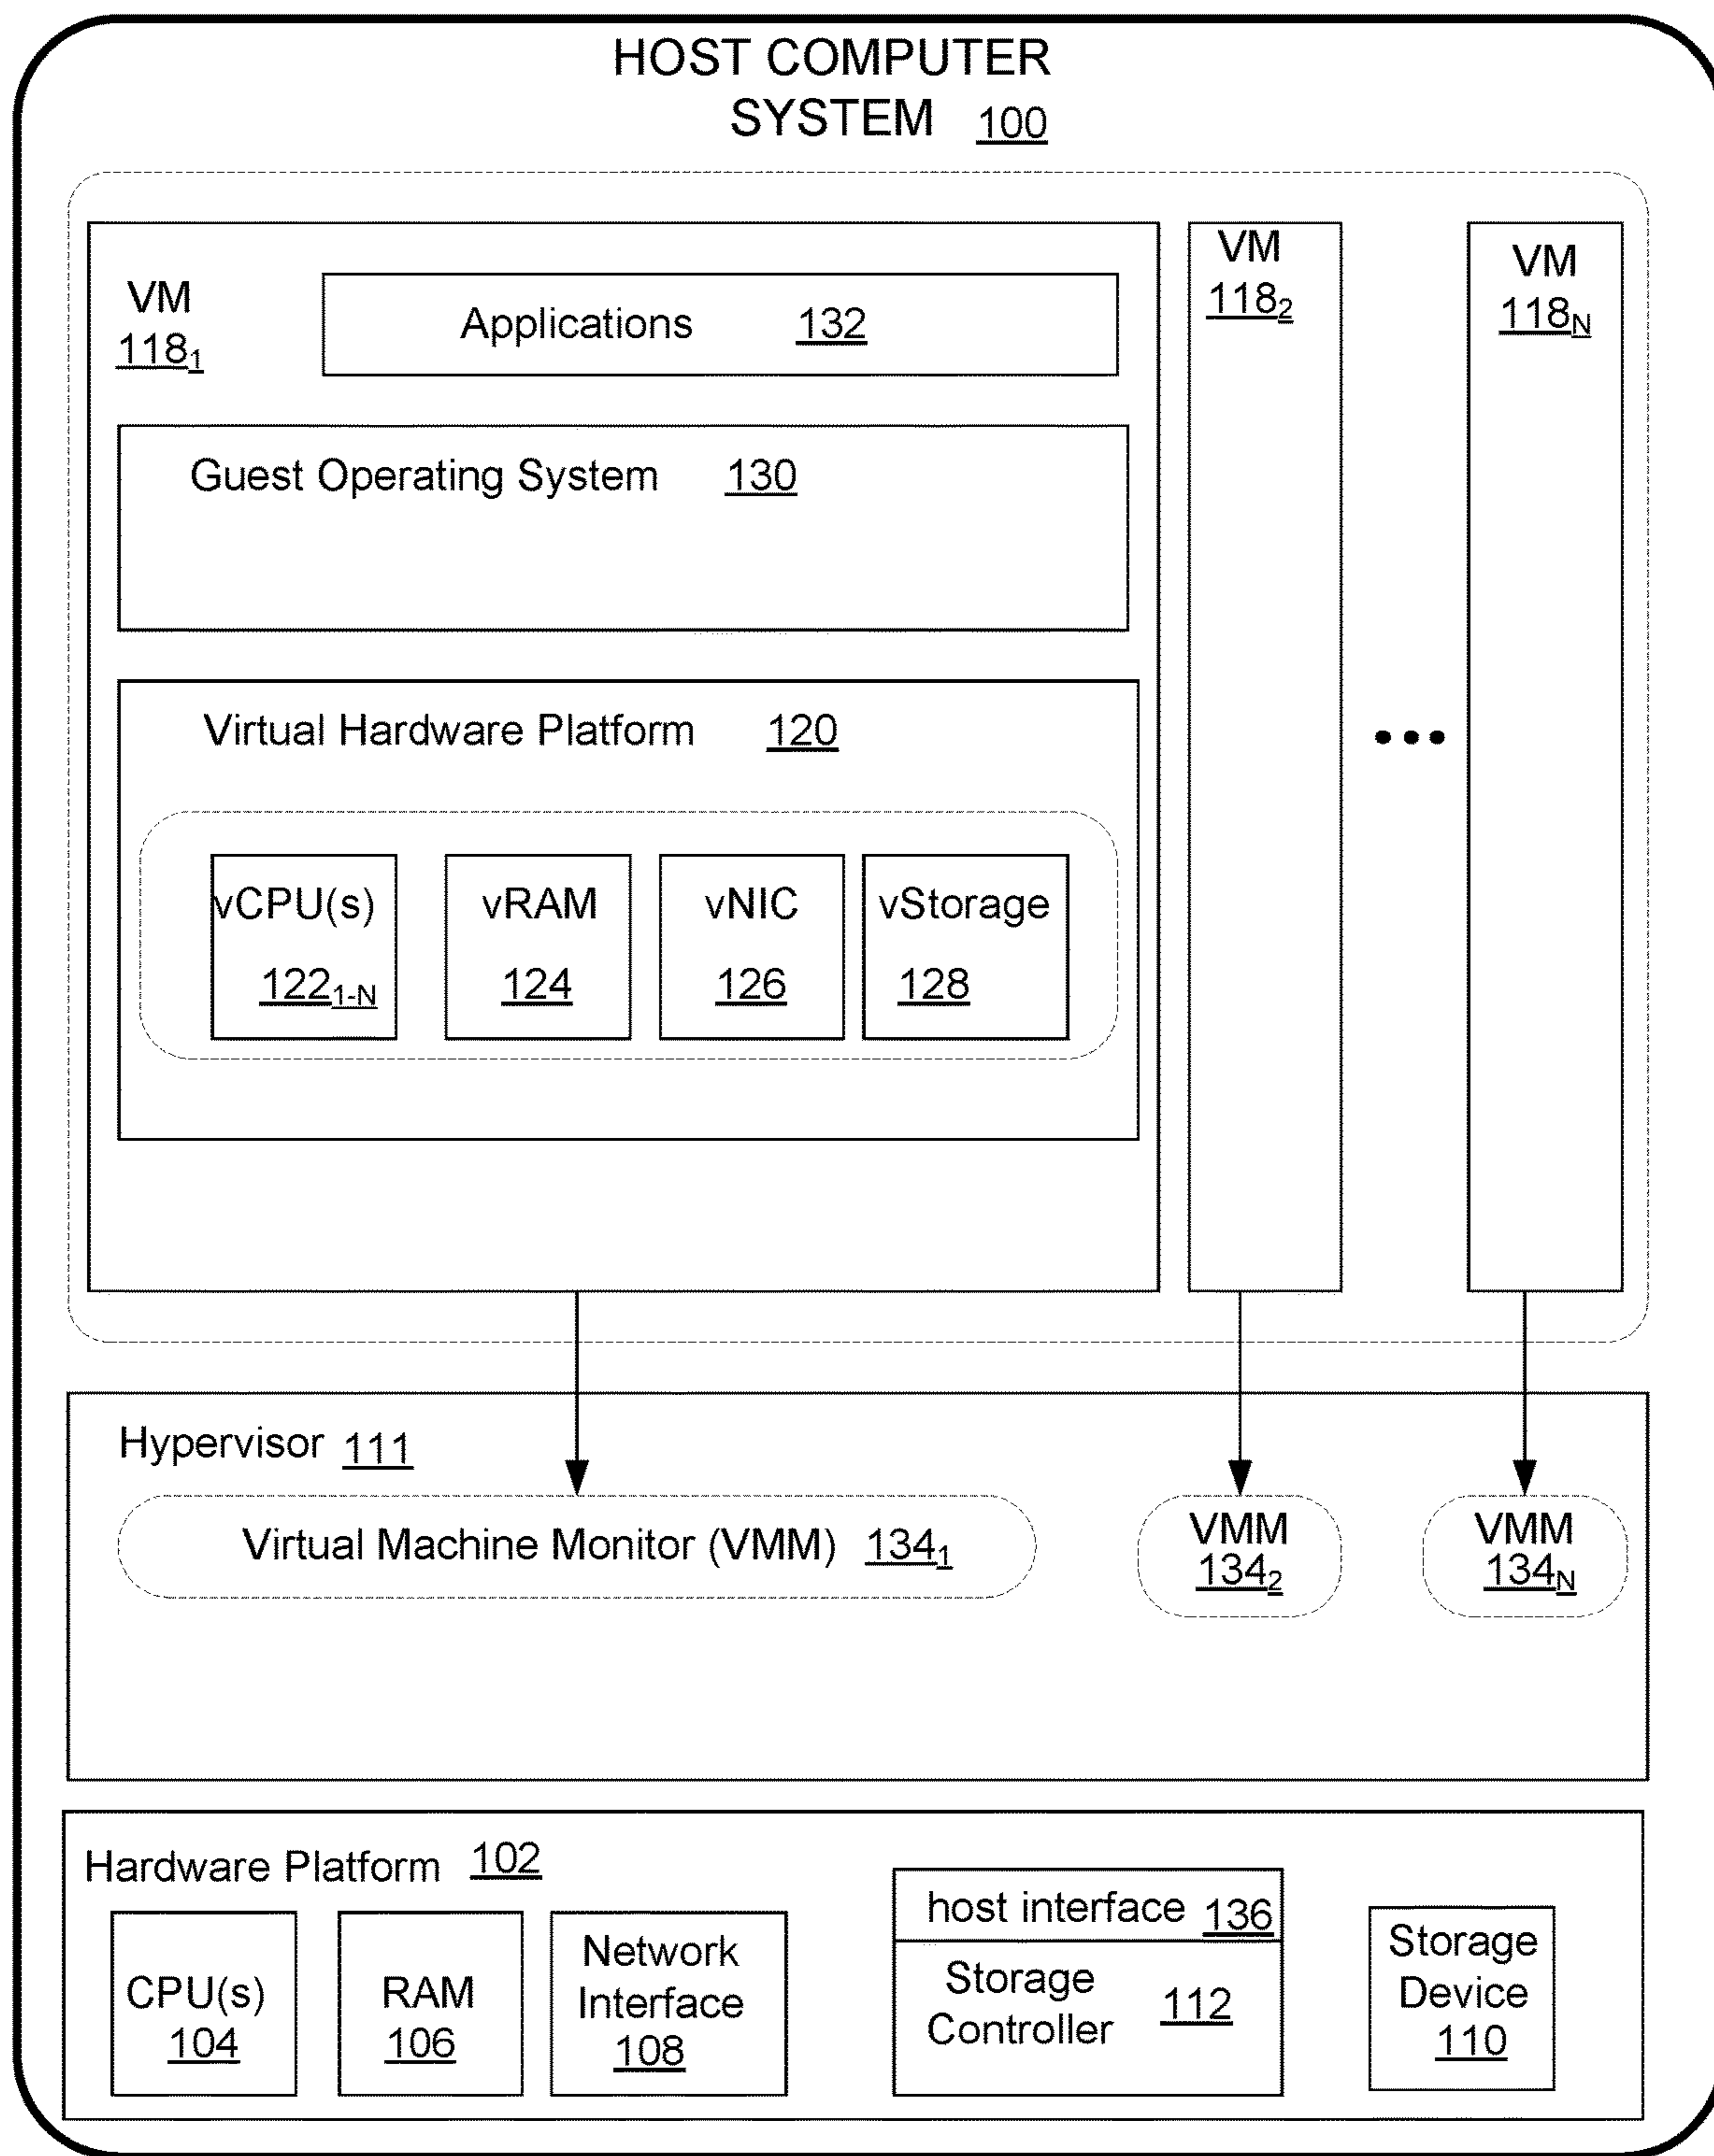 HOST COMPUTER
SYSTEM 100
VM
118₁
Applications 132
VM
118₂
VM
118N
Guest Operating System 130
Virtual Hardware Platform 120
•••
vCPU(s)
122₁₋N
vRAM
124
vNIC
126
vStorage
128
Hypervisor 111
Virtual Machine Monitor (VMM) 134₁
VMM
134₂
VMM
134N
Hardware Platform 102
CPU(s)
104
RAM
106
Network
Interface
108
host interface 136
Storage
Controller 112
Storage
Device
110